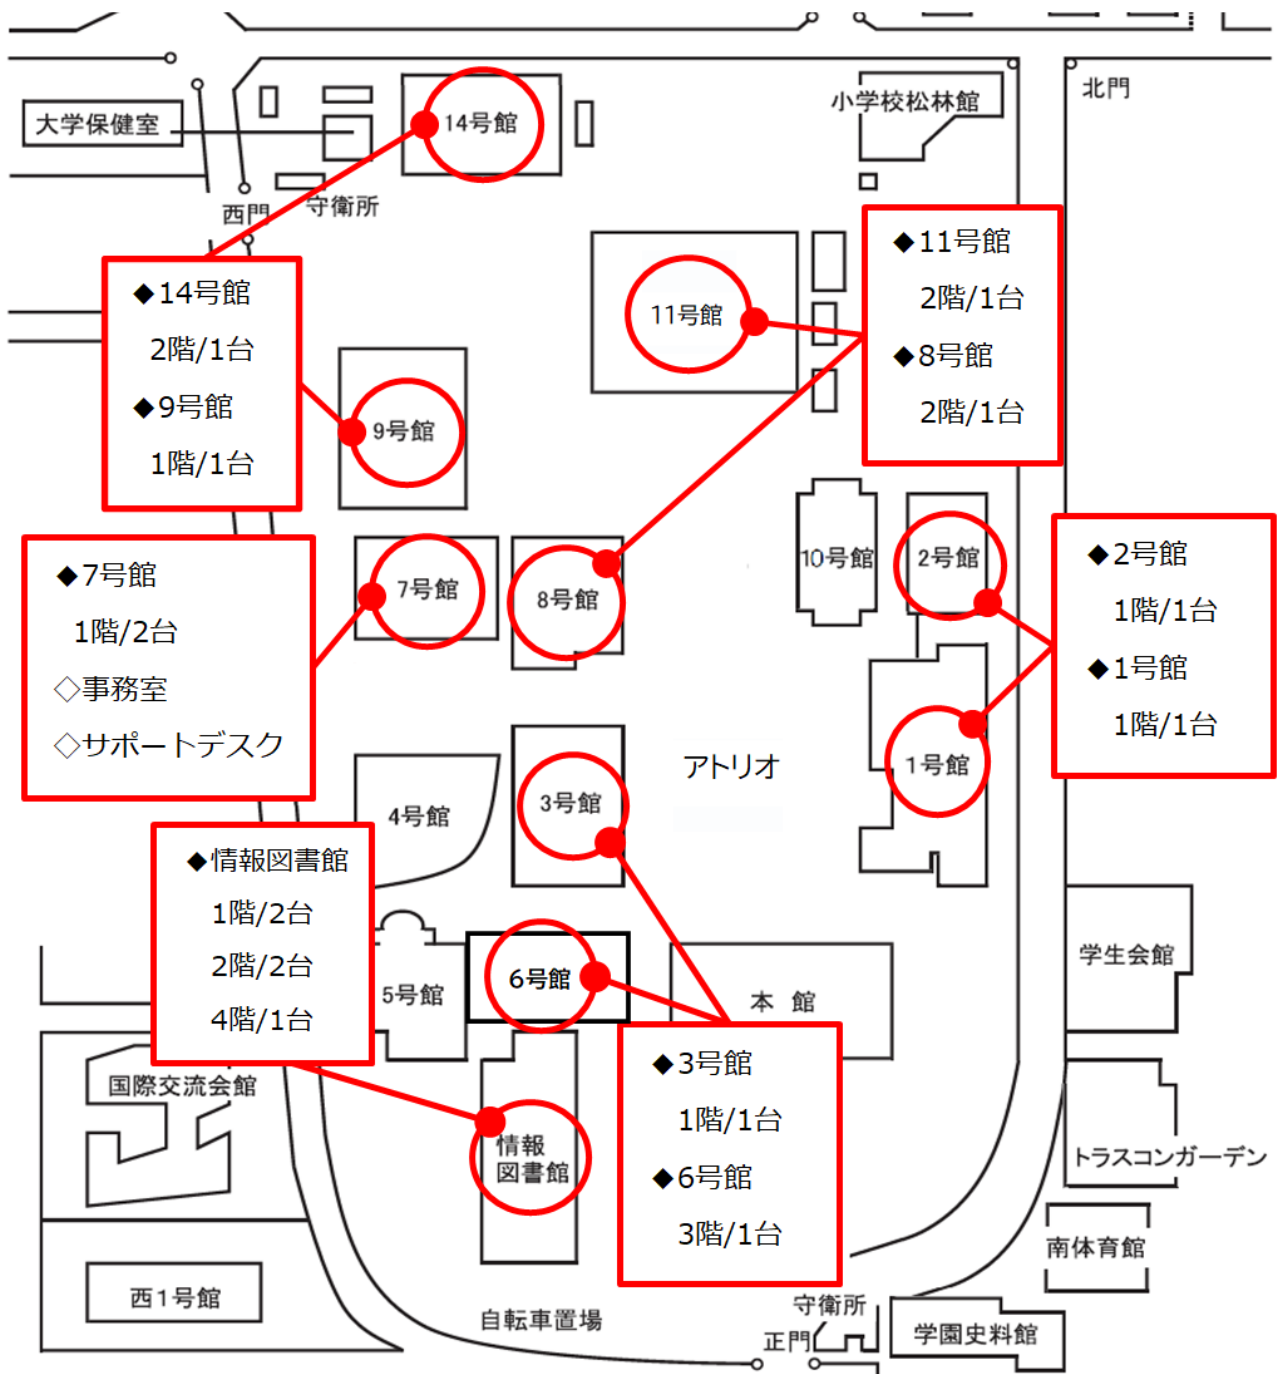 北門
大学保健室
14号館
小学校松林館
西門
守衛所
◆14号館
2階/1台
◆9号館
1階/1台
11号館
◆11号館
2階/1台
◆8号館
2階/1台
9号館
◆7号館
1階/2台
◇事務室
◇サポートデスク
7号館
8号館
10号館
2号館
◆2号館
1階/1台
◆1号館
1階/1台
アトリオ
1号館
3号館
4号館
◆情報図書館
1階/2台
2階/2台
4階/1台
5号館
6号館
本 館
学生会館
◆3号館
1階/1台
◆6号館
3階/1台
国際交流会館
情報
図書館
トラスコンガーデン
南体育館
西1号館
自転車置場
守衛所
正門
学園史料館